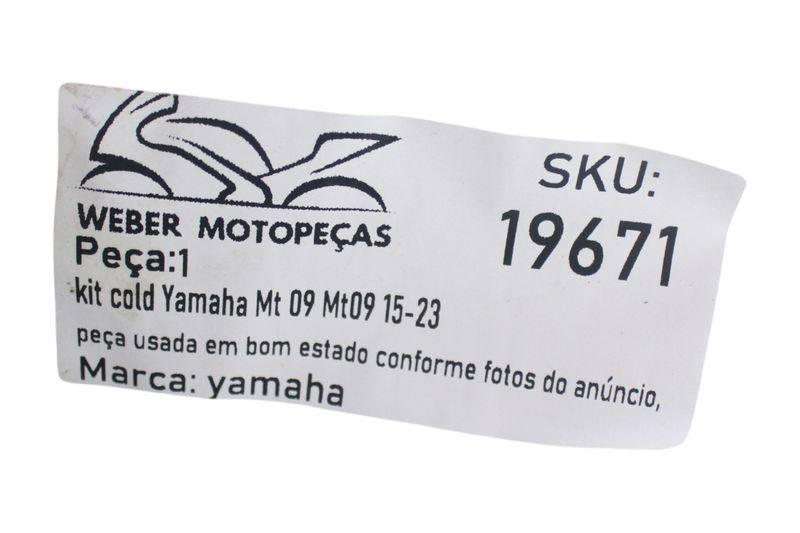 WEBER MOTOPEÇAS
SKU:
19671
Peça:1
kit cold Yamaha Mt 09 Mt09 15-23
peça usada em bom estado conforme fotos do anúncio,
Marca: yamaha